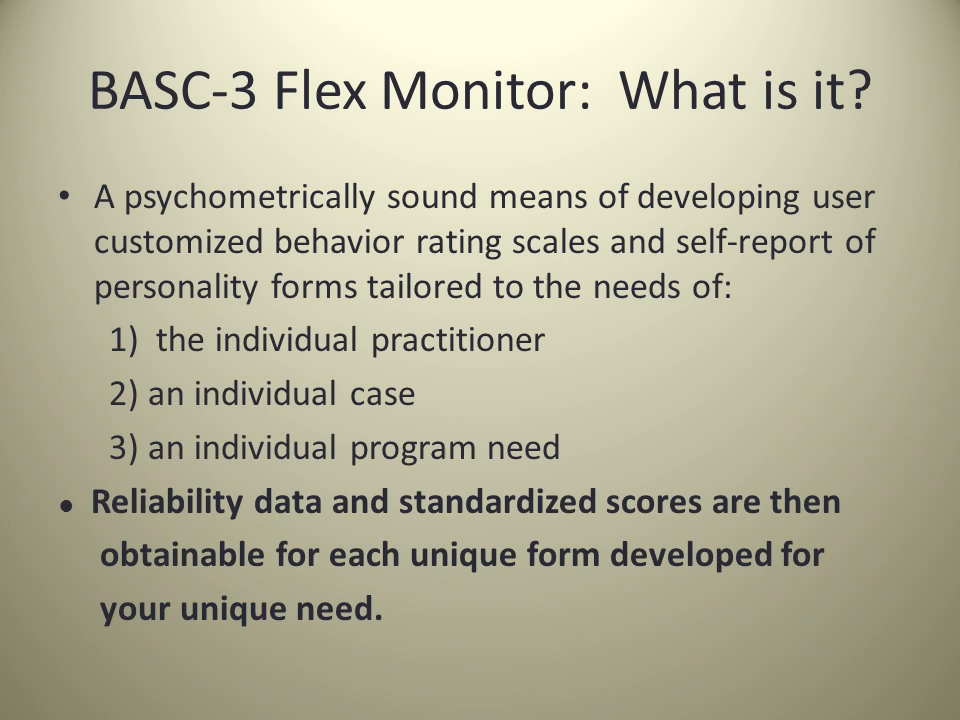 BASC-3 Flex Monitor:  What is it?
• A psychometrically sound means of developing user
customized behavior rating scales and self-report of
personality forms tailored to the needs of:
1)  the individual practitioner
2) an individual case
3) an individual program need
• Reliability data and standardized scores are then
obtainable for each unique form developed for
your unique need.